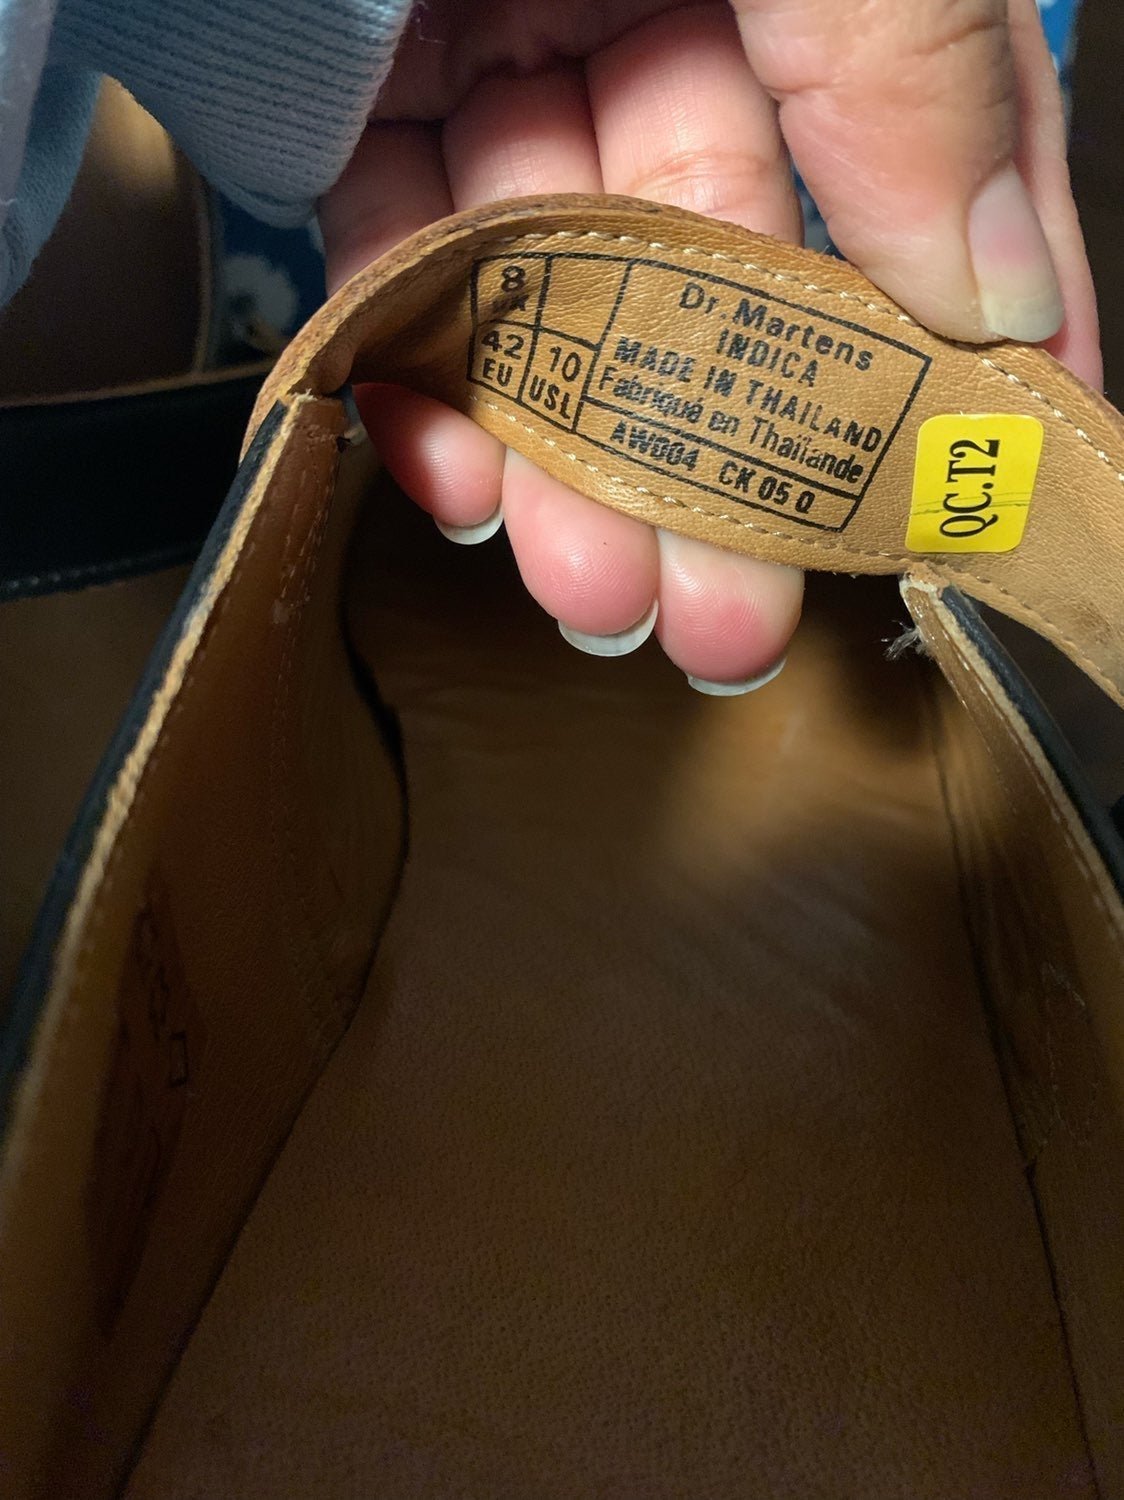 8
UK
42
EU
10
USL
Dr. Martens
INDICA
MADE IN THAILAND
Fabriqué en Thaïlande
AW004 CK 05 Q
QC.T2